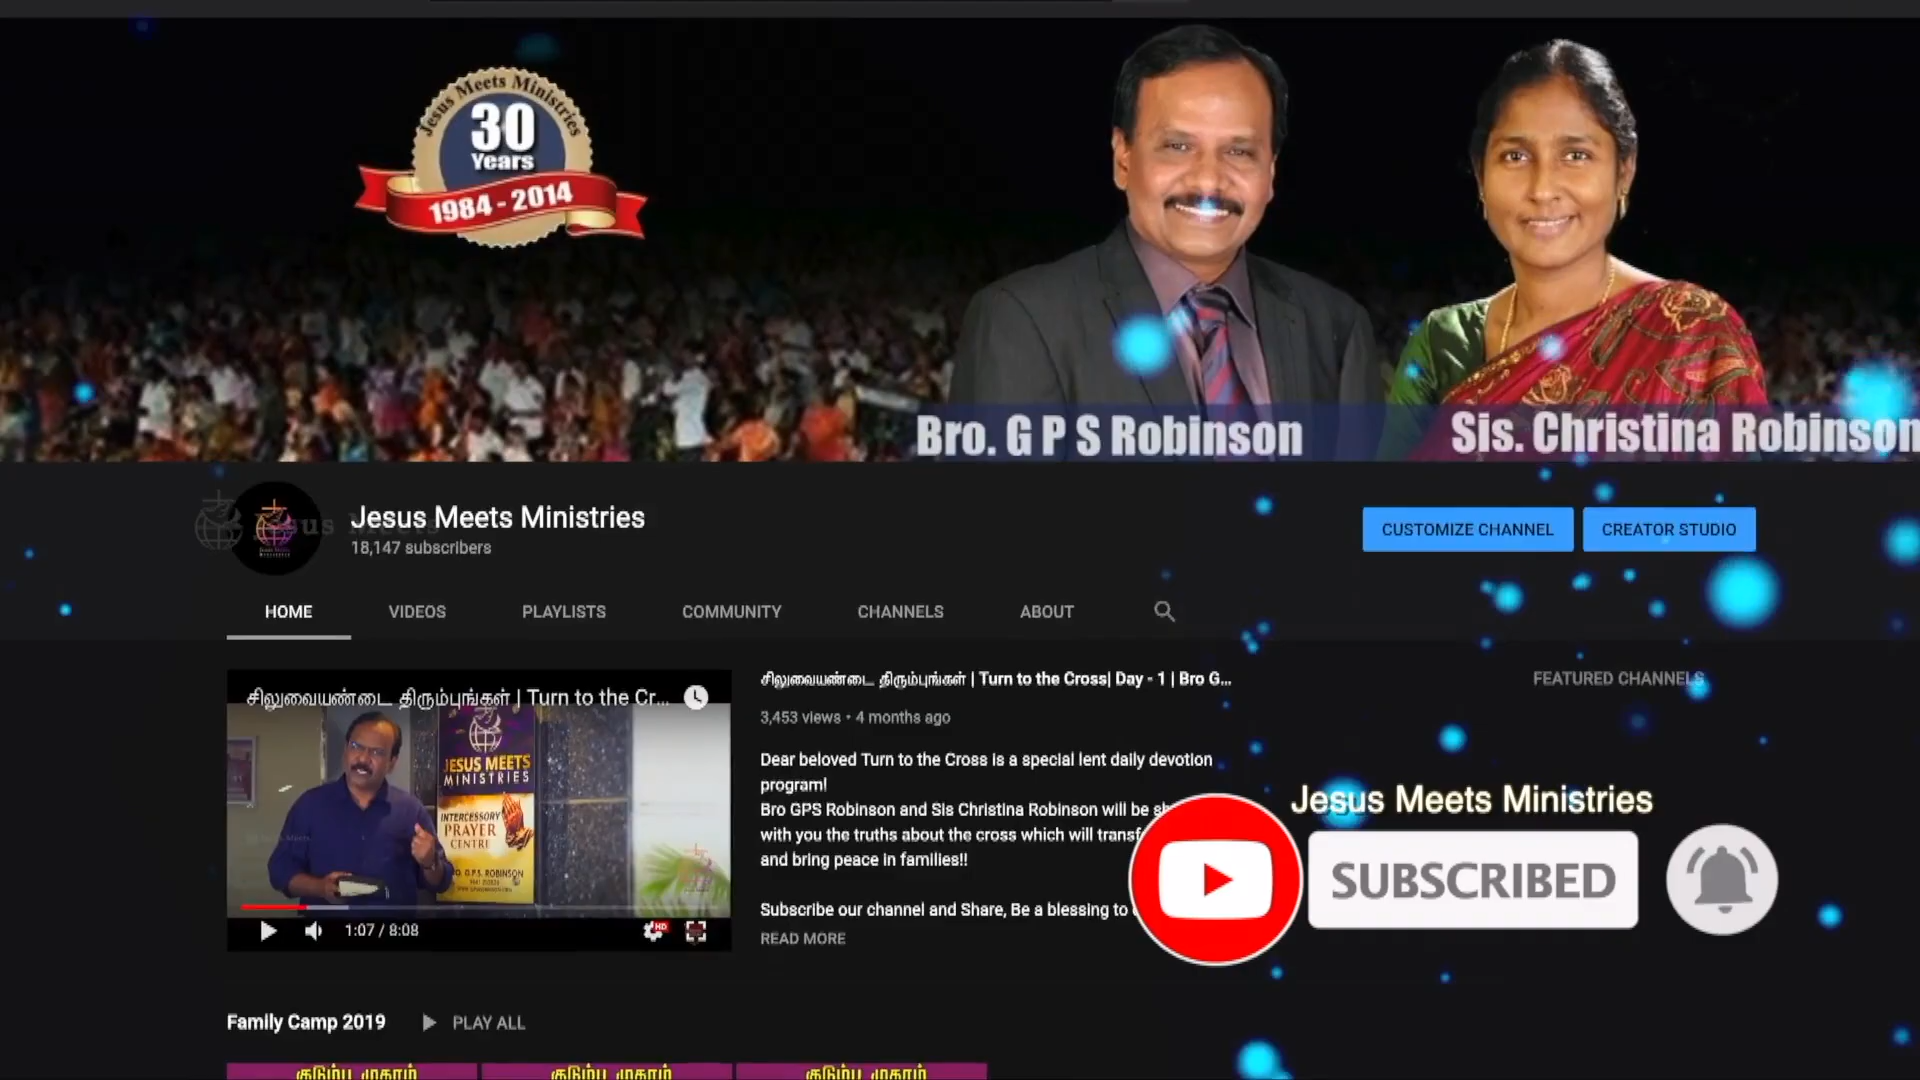 Jesus Meets Ministries
30
Years
1984 - 2014
Bro. G P S Robinson
Sis. Christina Robinson
Jesus Meets Ministries
18,147 subscribers
CUSTOMIZE CHANNEL
CREATOR STUDIO
HOME
VIDEOS
PLAYLISTS
COMMUNITY
CHANNELS
ABOUT
சிலுவையண்டை திரும்புங்கள் | Turn to the Cr...
JESUS MEETS
MINISTRIES
INTERCESSORY
PRAYER
CENTRE
G.P.S. ROBINSON
1:07 / 8:08
HD
சிலுவையண்டை திரும்புங்கள் | Turn to the Cross| Day - 1 | Bro G...
3,453 views • 4 months ago
Dear beloved Turn to the Cross is a special lent daily devotion
program!
Bro GPS Robinson and Sis Christina Robinson will be
with you the truths about the cross which will
and bring peace in families!!
Subscribe our channel and Share, Be a blessing to
READ MORE
FEATURED CHANNELS
Jesus Meets Ministries
SUBSCRIBED
Family Camp 2019
PLAY ALL
குடும்ப முகாம்
குடும்ப முகாம்
குடும்ப முகாம்